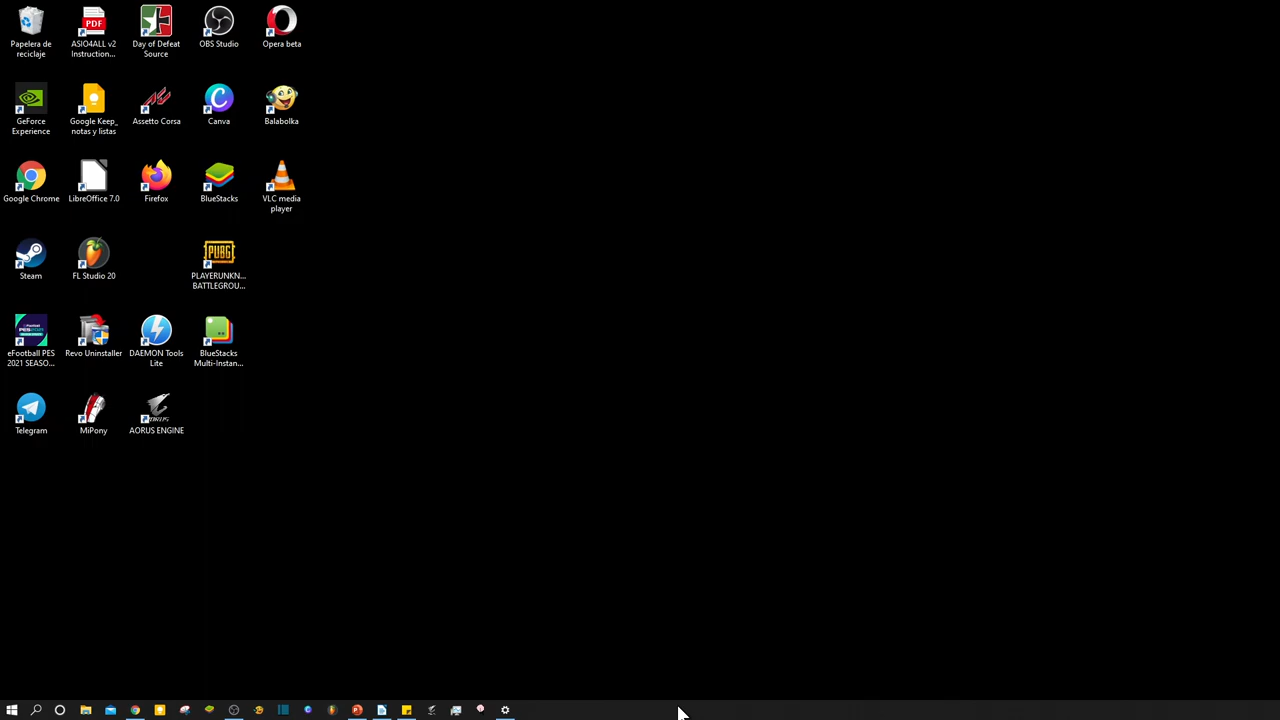 Papelera de
reciclaje
ASIO4ALL v2
Instruction...
Day of Defeat
Source
OBS Studio
Opera beta
GeForce
Experience
Google Keep_
notas y listas
Assetto Corsa
Canva
Balabolka
Google Chrome
LibreOffice 7.0
Firefox
BlueStacks
VLC media
player
Steam
FL Studio 20
PLAYERUNKN...
BATTLEGROU...
eFootball PES
2021 SEASO...
Revo Uninstaller
DAEMON Tools
Lite
BlueStacks
Multi-Instan...
Telegram
MiPony
AORUS ENGINE
PDF
PUBG